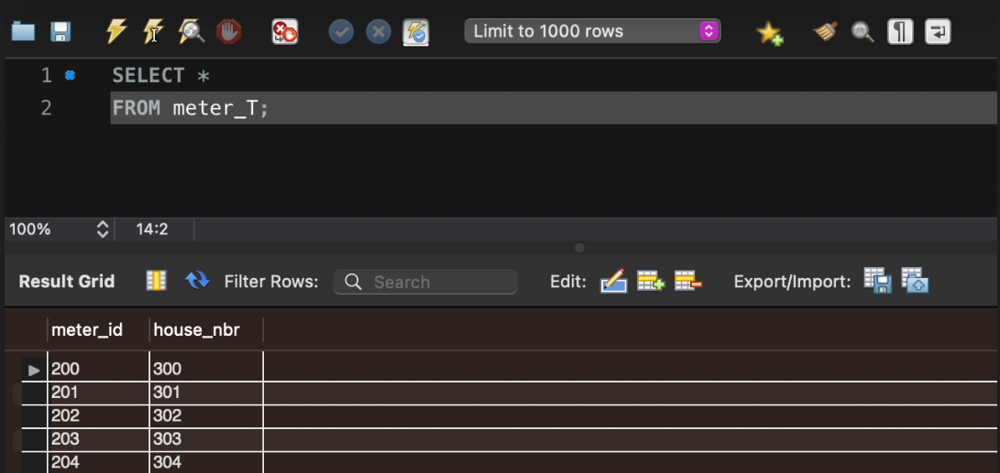 Limit to 1000 rows
1 SELECT *
2 FROM meter_T;
100% 14:2
Result Grid Filter Rows: Search Edit: Export/Import:
meter_id house_nbr
200 300
201 301
202 302
203 303
204 304